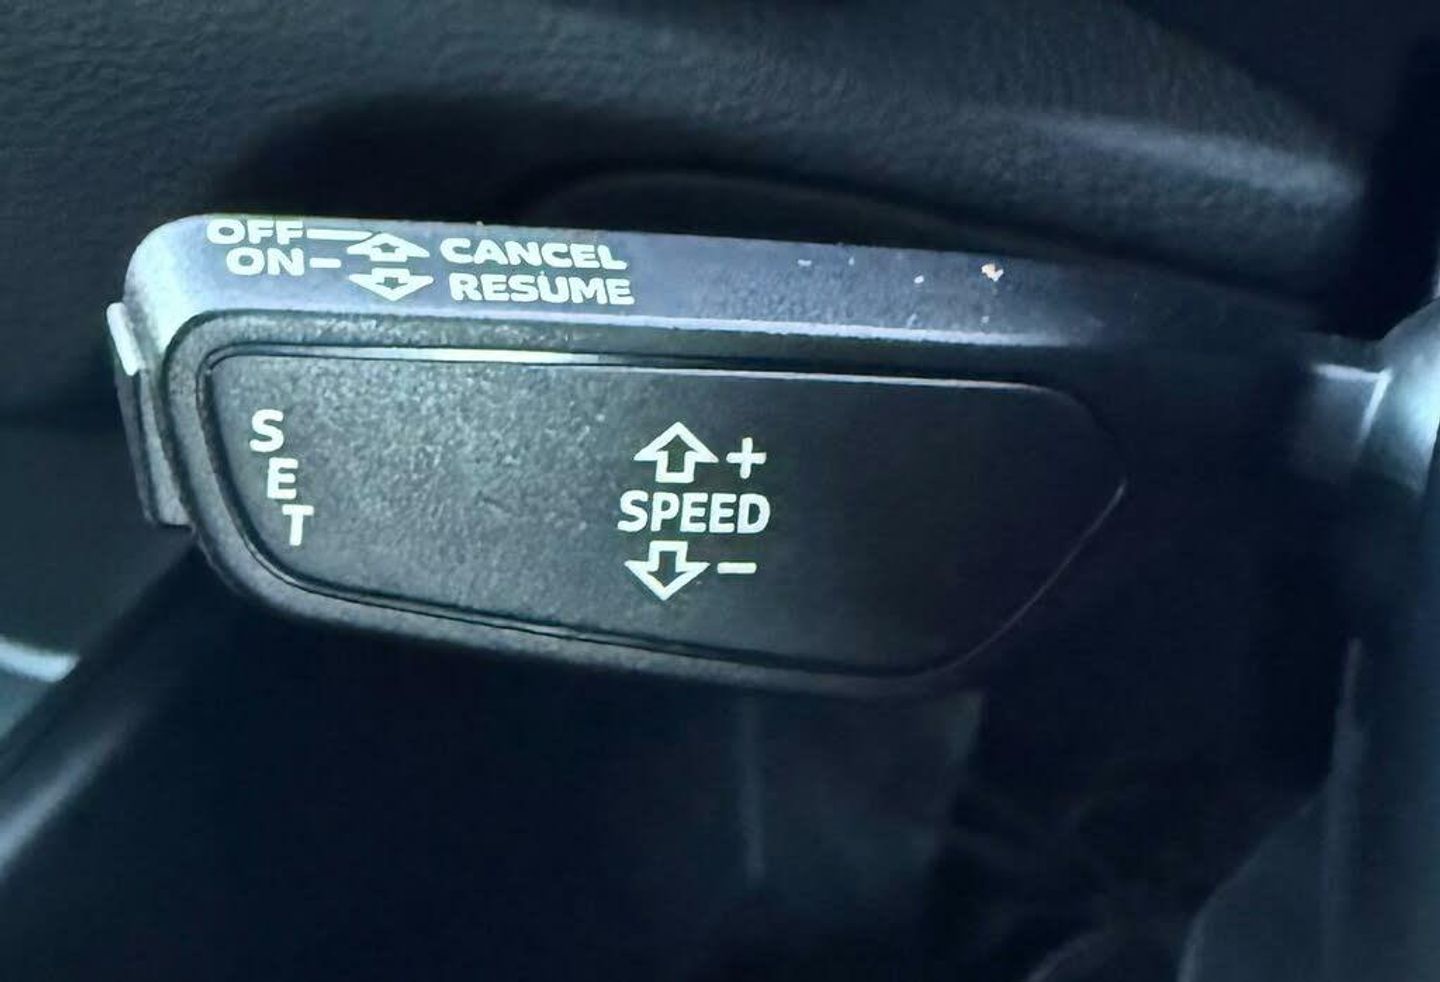 OFF CANCEL
ON RESUME
SET
+
SPEED
-